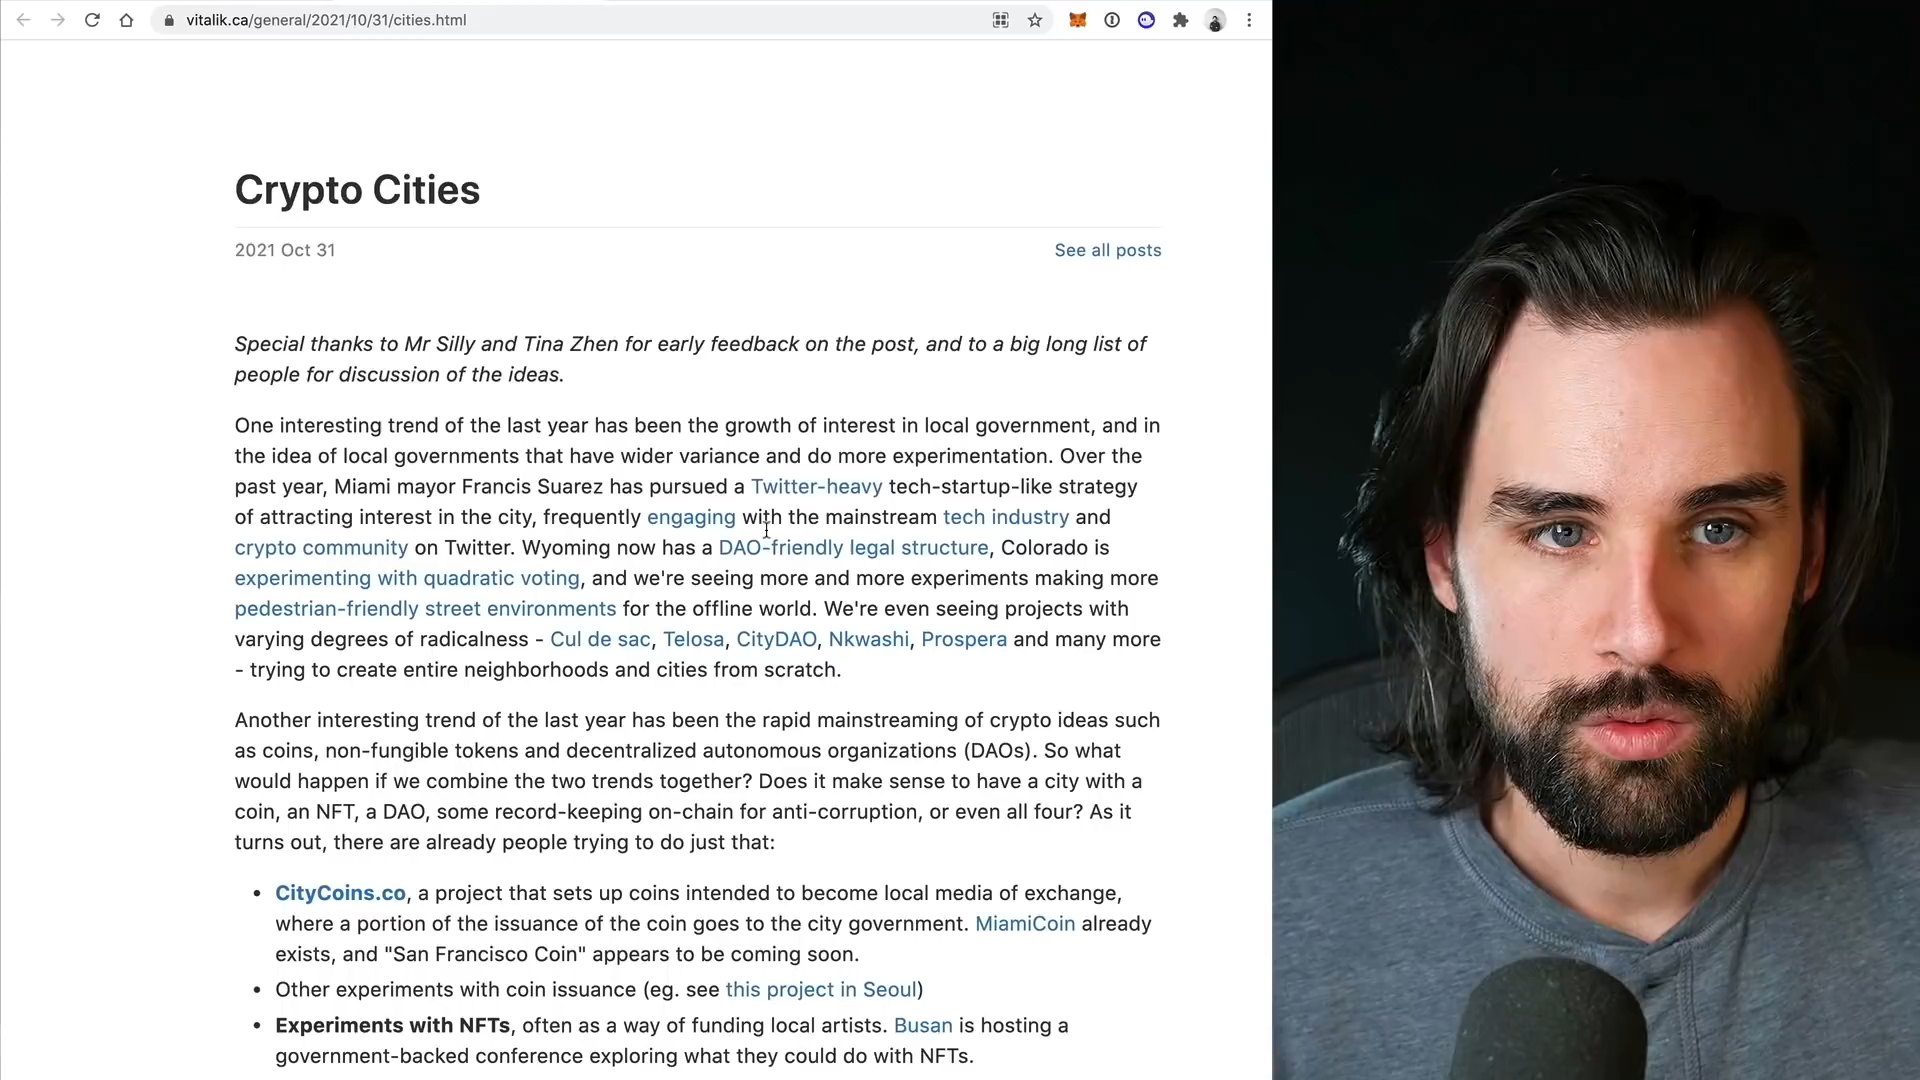 vitalik.ca/general/2021/10/31/cities.html
Crypto Cities
2021 Oct 31
See all posts
Special thanks to Mr Silly and Tina Zhen for early feedback on the post, and to a big long list of
people for discussion of the ideas.
One interesting trend of the last year has been the growth of interest in local government, and in
the idea of local governments that have wider variance and do more experimentation. Over the
past year, Miami mayor Francis Suarez has pursued a Twitter-heavy tech-startup-like strategy
of attracting interest in the city, frequently engaging with the mainstream tech industry and
crypto community on Twitter. Wyoming now has a DAO-friendly legal structure, Colorado is
experimenting with quadratic voting, and we're seeing more and more experiments making more
pedestrian-friendly street environments for the offline world. We're even seeing projects with
varying degrees of radicalness - Cul de sac, Telosa, CityDAO, Nkwashi, Prospera and many more
- trying to create entire neighborhoods and cities from scratch.
Another interesting trend of the last year has been the rapid mainstreaming of crypto ideas such
as coins, non-fungible tokens and decentralized autonomous organizations (DAOs). So what
would happen if we combine the two trends together? Does it make sense to have a city with a
coin, an NFT, a DAO, some record-keeping on-chain for anti-corruption, or even all four? As it
turns out, there are already people trying to do just that:
• CityCoins.co, a project that sets up coins intended to become local media of exchange,
where a portion of the issuance of the coin goes to the city government. MiamiCoin already
exists, and "San Francisco Coin" appears to be coming soon.
• Other experiments with coin issuance (eg. see this project in Seoul)
• Experiments with NFTs, often as a way of funding local artists. Busan is hosting a
government-backed conference exploring what they could do with NFTs.